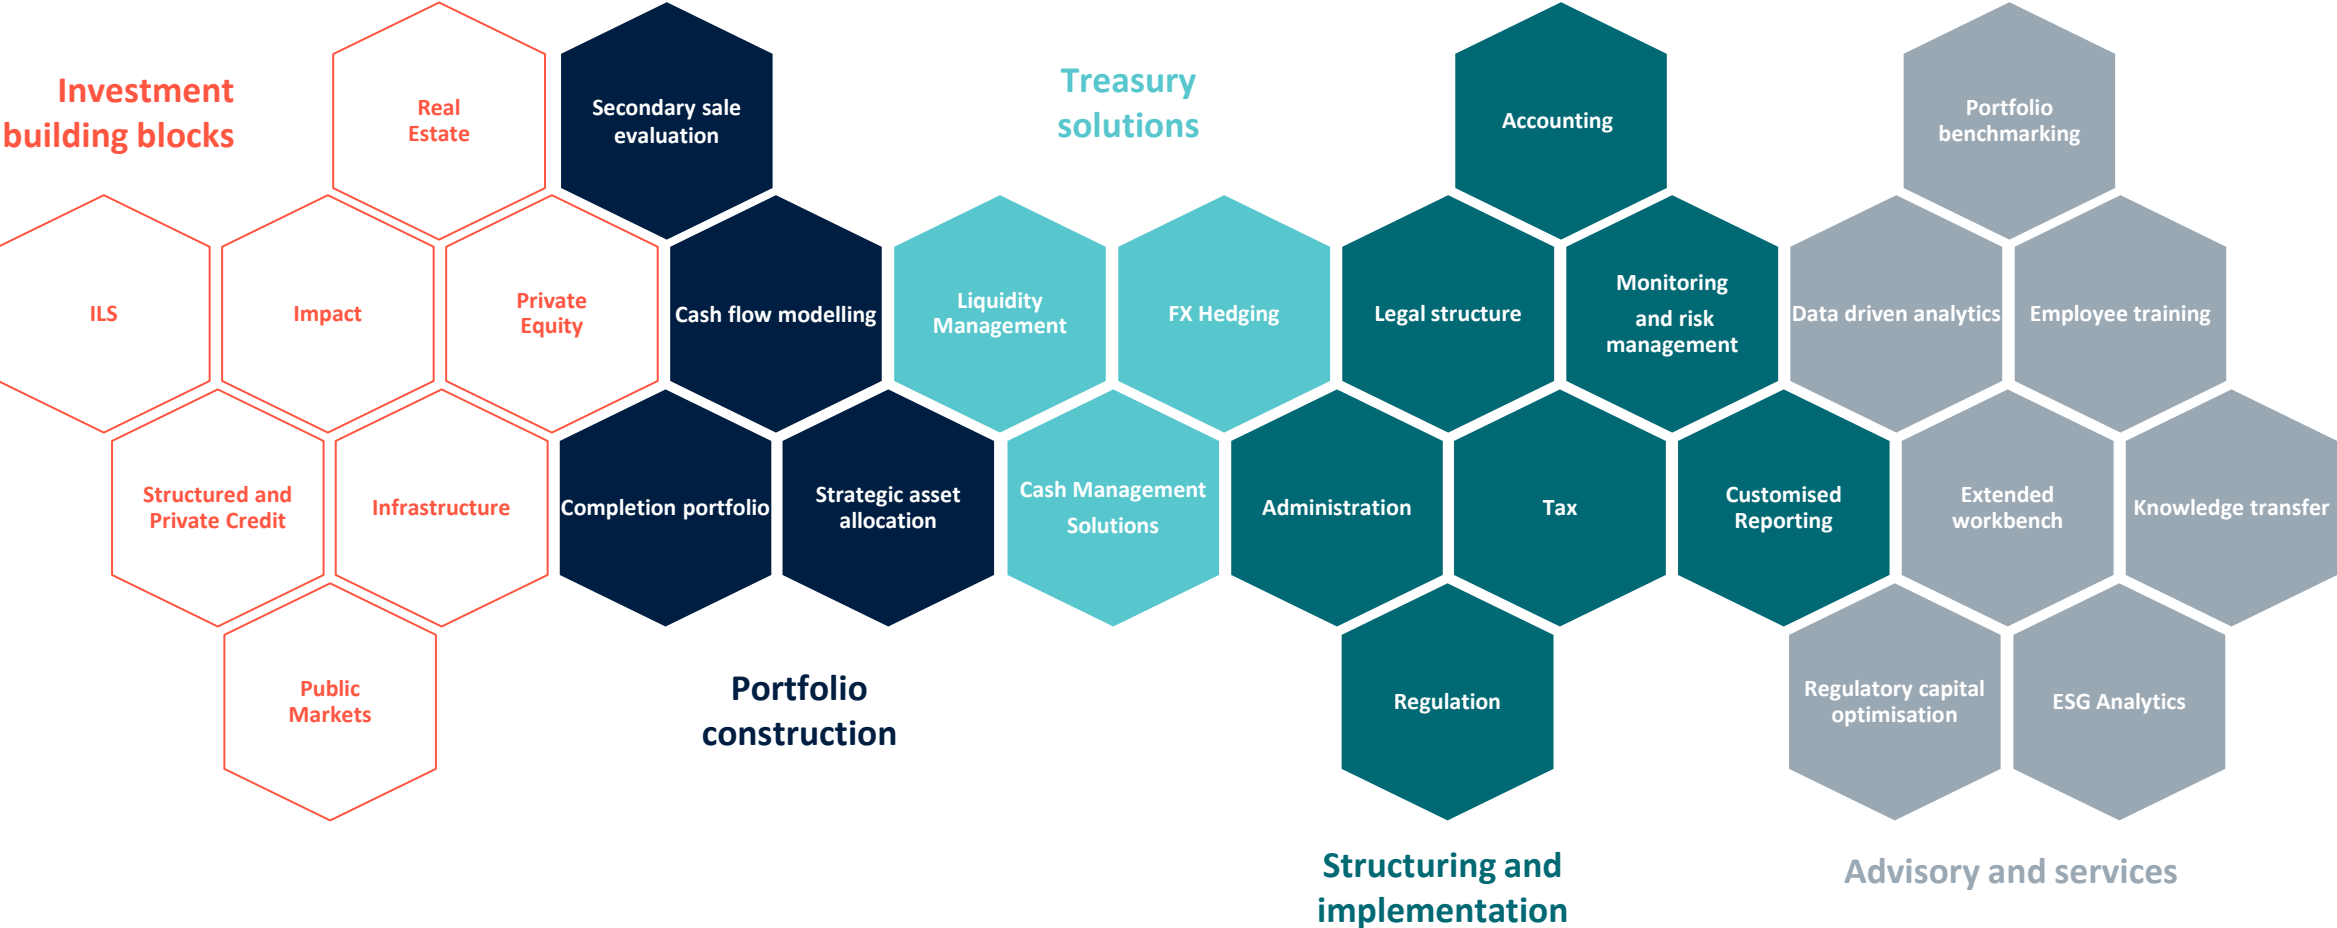 Investment
building blocks
Real
Estate
ILS
Impact
Private
Equity
Structured and
Private Credit
Infrastructure
Public
Markets
Secondary sale
evaluation
Cash flow modelling
Completion portfolio
Strategic asset
allocation
Portfolio
construction
Treasury
solutions
Liquidity
Management
FX Hedging
Cash Management
Solutions
Accounting
Legal structure
Monitoring
and risk
management
Administration
Tax
Customised
Reporting
Regulation
Structuring and
implementation
Portfolio
benchmarking
Data driven analytics
Employee training
Extended
workbench
Knowledge transfer
Regulatory capital
optimisation
ESG Analytics
Advisory and services